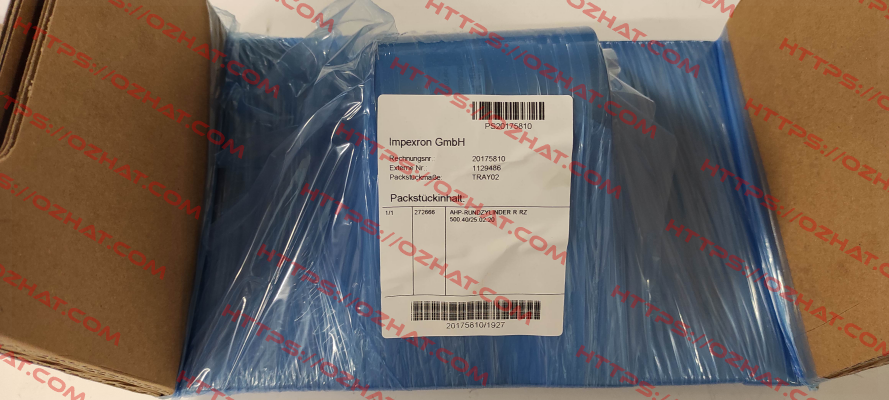 PS20175810
Impexron GmbH
Rechnungsnr. 20175810
Externe Nr. 1129486
Packstückmaße: TRAY02
Packstückinhalt:
1/1 272666 AHP-RUNDZYLINDER R RZ
500.40/25.02.20
20175810/1927
HTTPS://OZHAT.COM